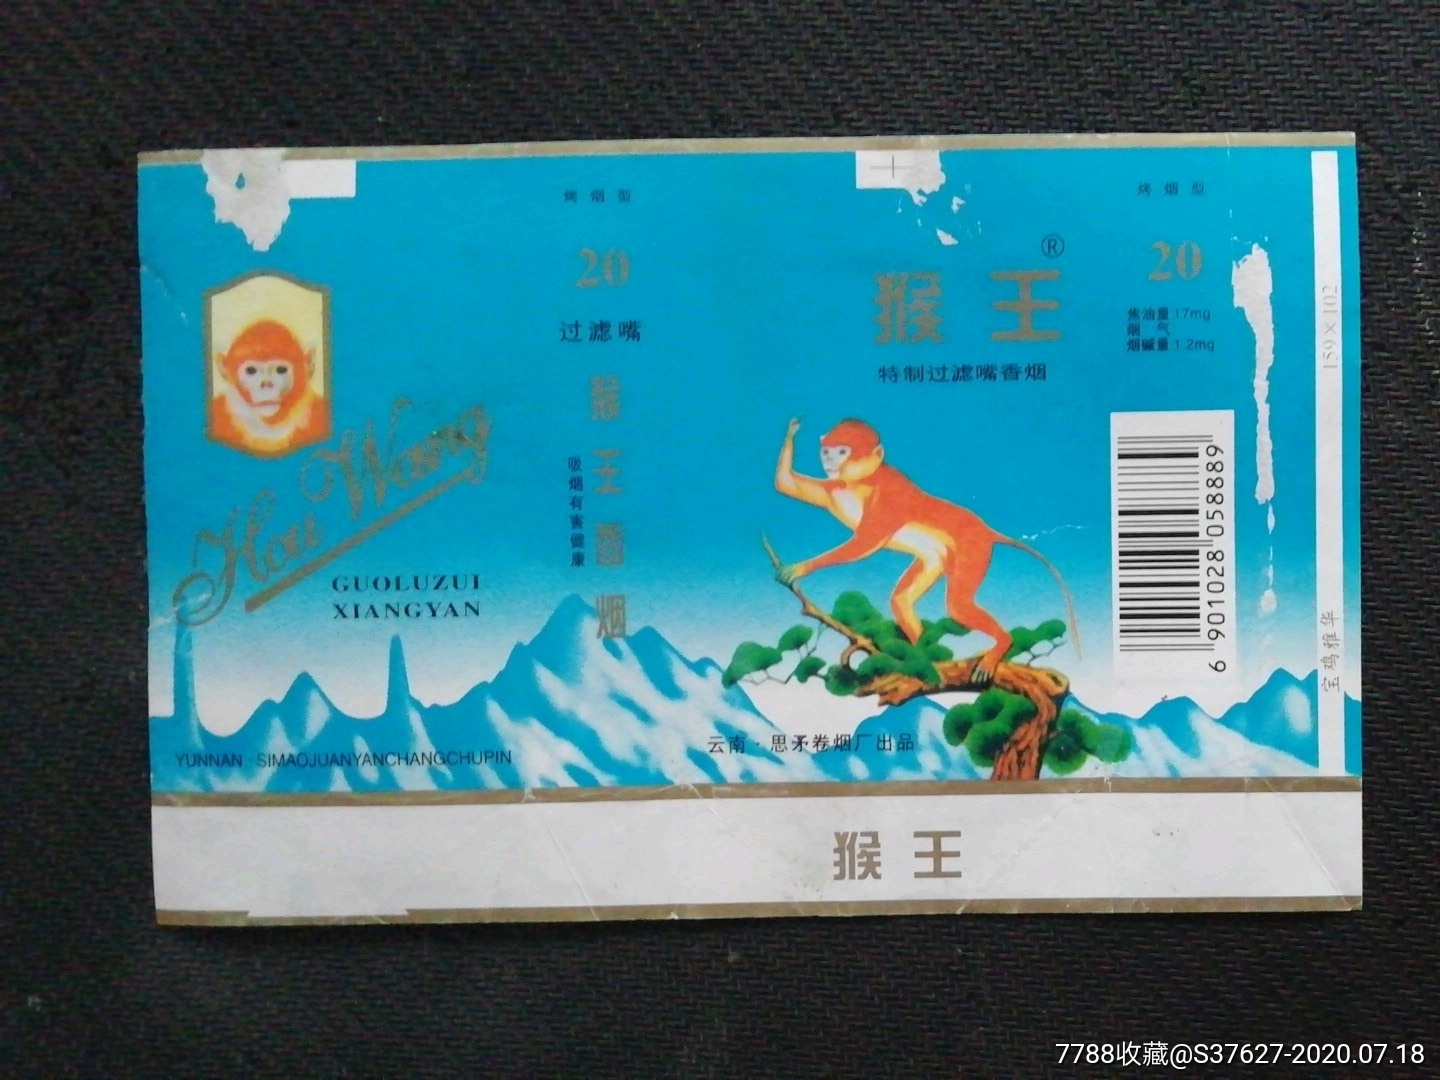 Hou Wang
GUOLUZUI
XIANGYAN
YUNNAN·SIMAOJUANYANCHANGCHUPIN
烤烟型
20
过滤嘴
猴王香烟
吸烟有害健康
猴王®
特制过滤嘴香烟
云南·思茅卷烟厂出品
烤烟型
20
焦油量 17mg
烟气
烟碱量 1.2mg
6 901028 058889
159×102
宝鸡雅华
猴王
7788收藏@S37627-2020.07.18